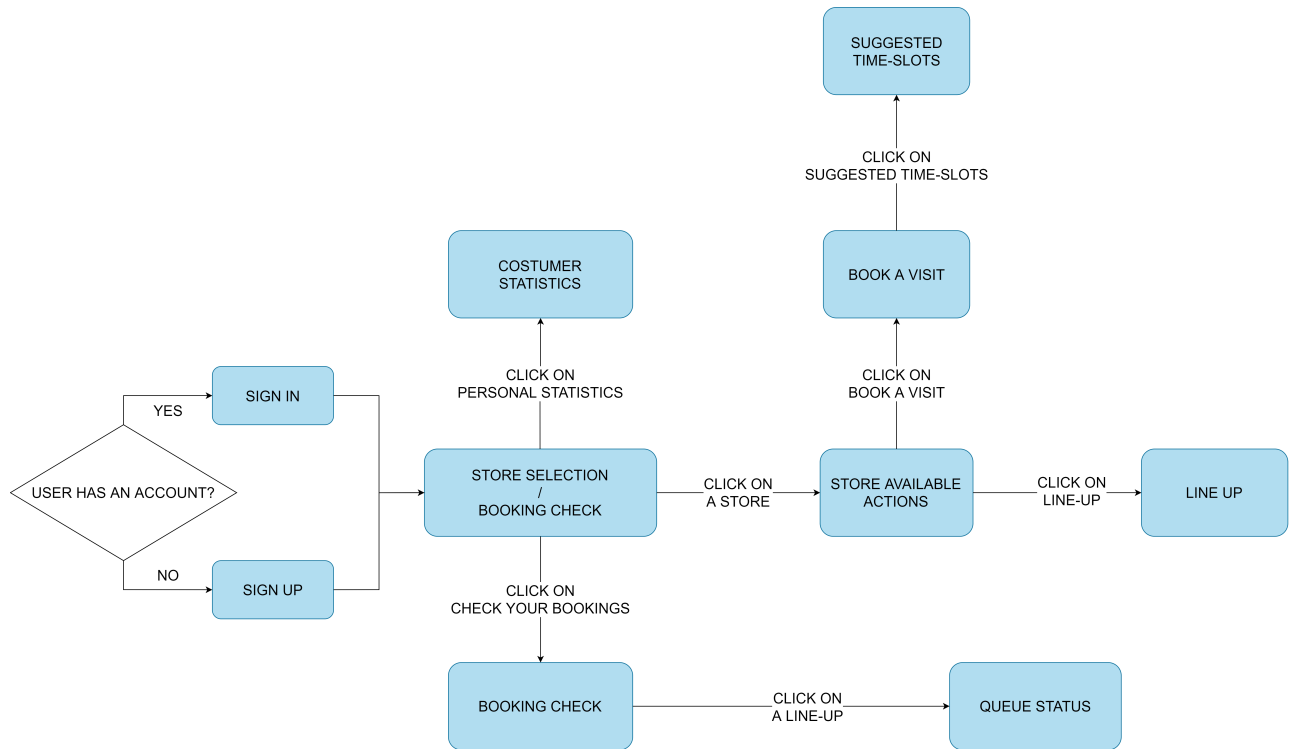 SUGGESTED
TIME-SLOTS
CLICK ON
SUGGESTED TIME-SLOTS
COSTUMER
STATISTICS
BOOK A VISIT
CLICK ON
PERSONAL STATISTICS
CLICK ON
BOOK A VISIT
SIGN IN
YES
USER HAS AN ACCOUNT?
NO
SIGN UP
STORE SELECTION
/
BOOKING CHECK
CLICK ON
A STORE
STORE AVAILABLE
ACTIONS
CLICK ON
LINE-UP
LINE UP
CLICK ON
CHECK YOUR BOOKINGS
BOOKING CHECK
CLICK ON
A LINE-UP
QUEUE STATUS